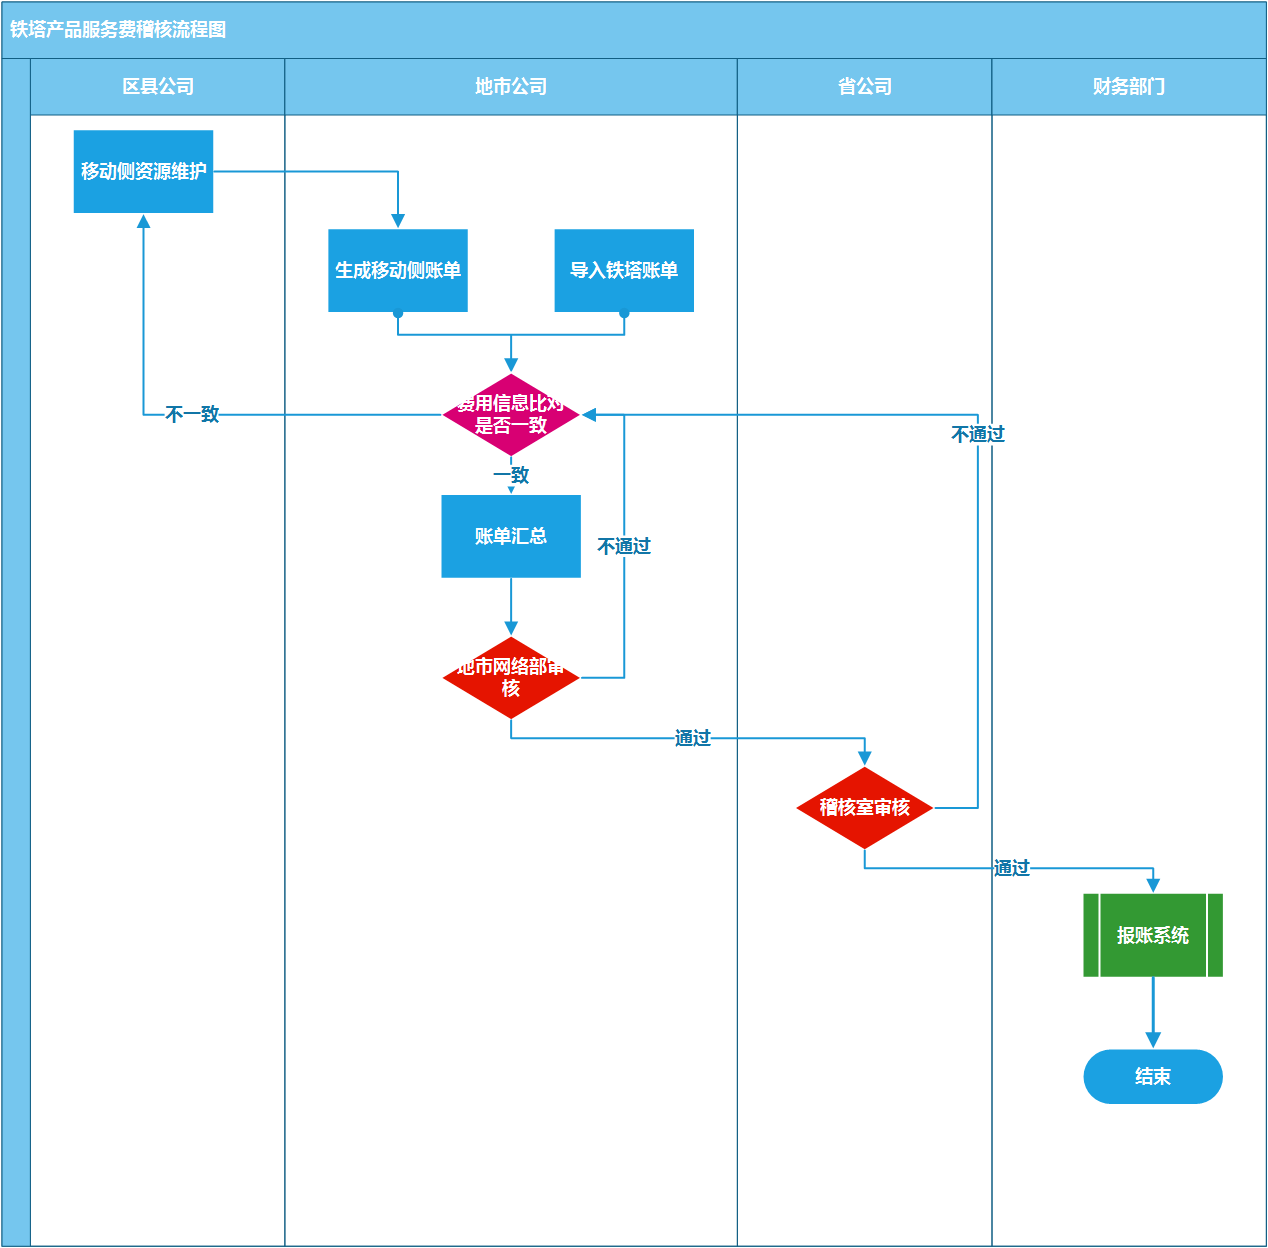 铁塔产品服务费稽核流程图
区县公司
地市公司
省公司
财务部门
移动侧资源维护
生成移动侧账单
导入铁塔账单
费用信息比对
是否一致
不一致
不通过
一致
账单汇总
不通过
地市网络部审
核
通过
稽核室审核
通过
报账系统
结束